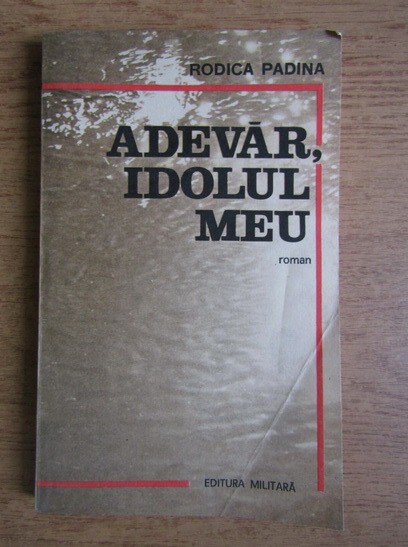 RODICA PADINA
ADEVĂR,
IDOLUL
MEU
roman
EDITURA MILITARĂ